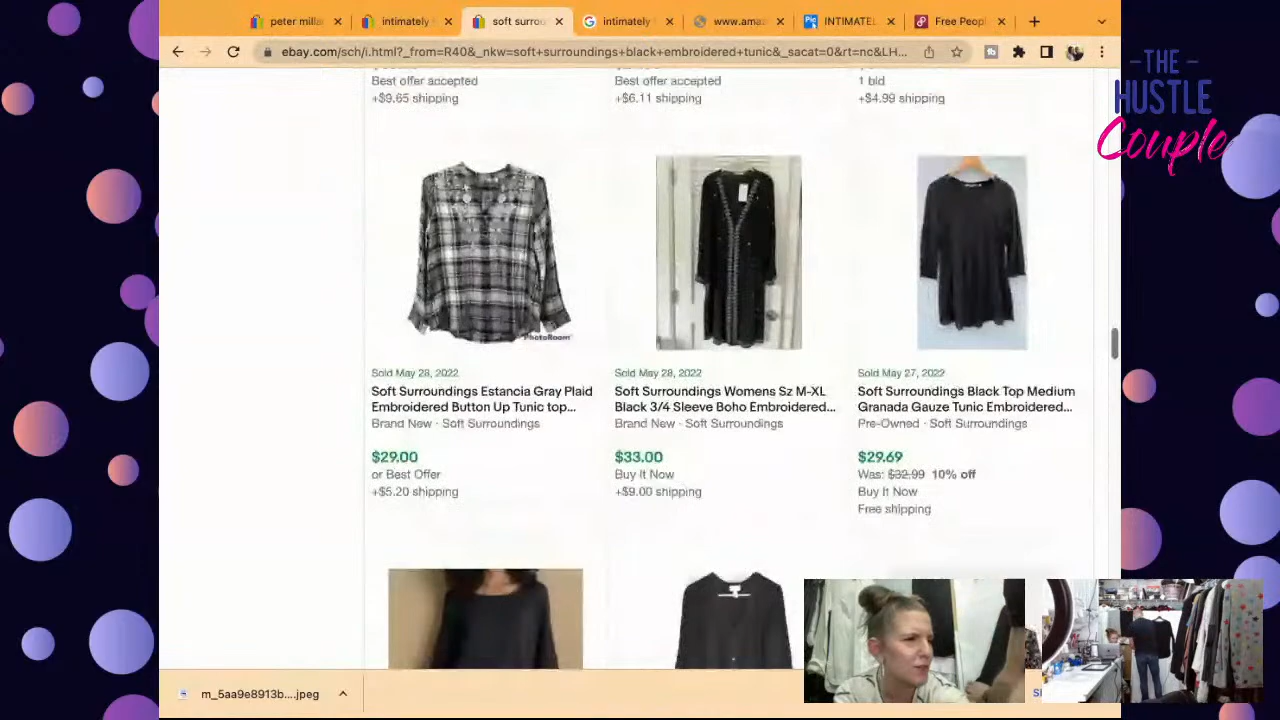 peter millar
intimately
soft surrou
intimately
www.amaz
INTIMATEL
Free Peopl
ebay.com/sch/i.html?_from=R40&_nkw=soft+surroundings+black+embroidered+tunic&_sacat=0&rt=nc&LH...
-THE-
HUSTLE
Couple
Best offer accepted
+$9.65 shipping
Best offer accepted
+$6.11 shipping
1 bid
+$4.99 shipping
PhotoRoom
Sold May 28, 2022
Soft Surroundings Estancia Gray Plaid
Embroidered Button Up Tunic top...
Brand New · Soft Surroundings
$29.00
or Best Offer
+$5.20 shipping
Sold May 28, 2022
Soft Surroundings Womens Sz M-XL
Black 3/4 Sleeve Boho Embroidered...
Brand New · Soft Surroundings
$33.00
Buy It Now
+$9.00 shipping
Sold May 27, 2022
Soft Surroundings Black Top Medium
Granada Gauze Tunic Embroidered...
Pre-Owned · Soft Surroundings
$29.69
Was: $32.99 10% off
Buy It Now
Free shipping
m_5aa9e8913b....jpeg